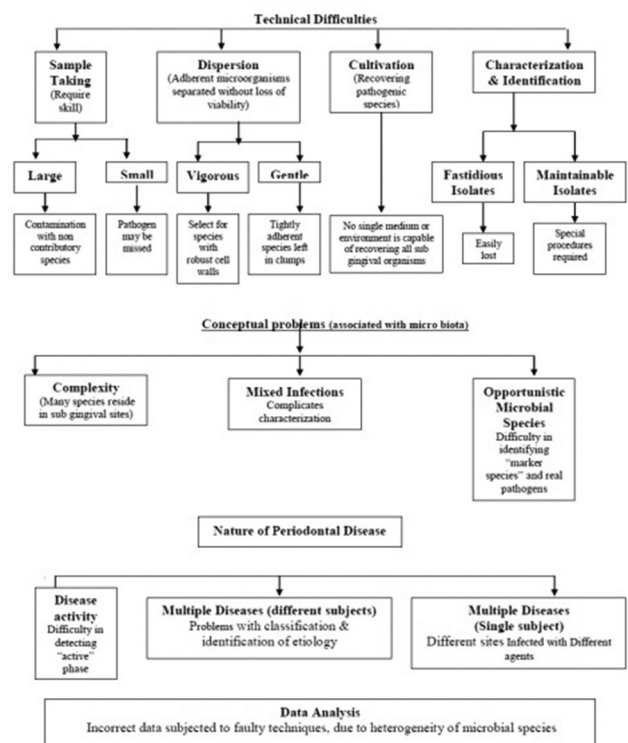 Technical Difficulties
Sample
Taking
(Require
skill)
Dispersion
(Adherent microorganisms
separated without loss of
viability)
Cultivation
(Recovering
pathogenic
species)
Characterization
& Identification
Large
Small
Vigorous
Gentle
Fastidious
Isolates
Maintainable
Isolates
Contamination
with non
contributory
species
Pathogen
may be
missed
Select for
species
with
robust cell
walls
Tightly
adherent
species left
in clumps
No single medium or
environment is capable
of recovering all sub
gingival organisms
Easily
lost
Special
procedures
required
Conceptual problems (associated with micro biota)
Complexity
(Many species reside
in sub gingival sites)
Mixed Infections
Complicates
characterization
Opportunistic
Microbial
Species
Difficulty in
identifying
“marker
species” and real
pathogens
Nature of Periodontal Disease
Disease
activity
Difficulty in
detecting
“active”
phase
Multiple Diseases (different subjects)
Problems with classification &
identification of etiology
Multiple Diseases
(Single subject)
Different sites Infected with Different
agents
Data Analysis
Incorrect data subjected to faulty techniques, due to heterogeneity of microbial species